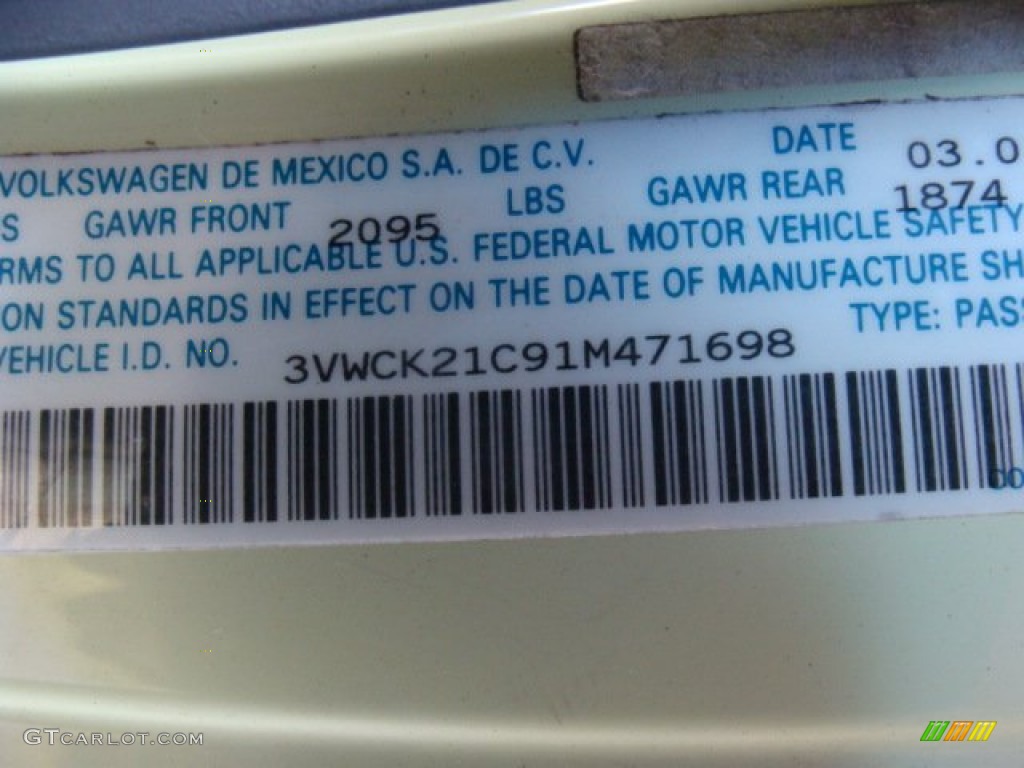 VOLKSWAGEN DE MEXICO S.A. DE C.V. DATE 03.0
S GAWR FRONT 2095 LBS GAWR REAR 1874
RMS TO ALL APPLICABLE U.S. FEDERAL MOTOR VEHICLE SAFETY
ON STANDARDS IN EFFECT ON THE DATE OF MANUFACTURE SH
VEHICLE I.D. NO. 3VWCK21C91M471698 TYPE: PASS
00
GTCARLOT.COM